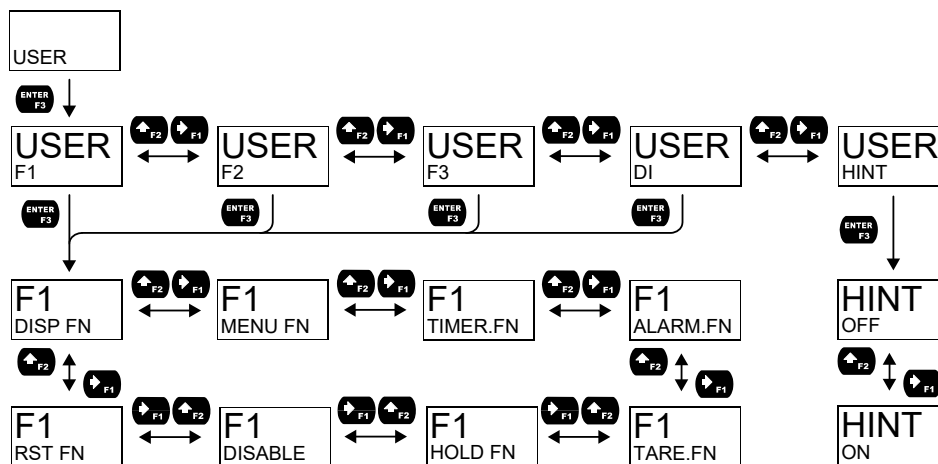 USER
ENTER
F3
USER
F1
F2 F1
USER
F2
F2 F1
USER
F3
F2 F1
USER
DI
F2 F1
USER
HINT
ENTER
F3
ENTER
F3
ENTER
F3
ENTER
F3
ENTER
F3
F1
DISP FN
F2 F1
F1
MENU FN
F2 F1
F1
TIMER.FN
F2 F1
F1
ALARM.FN
HINT
OFF
F2
F1
F2
F1
F2
F1
F1
RST FN
F1 F2
F1
DISABLE
F1 F2
F1
HOLD FN
F1 F2
F1
TARE.FN
HINT
ON